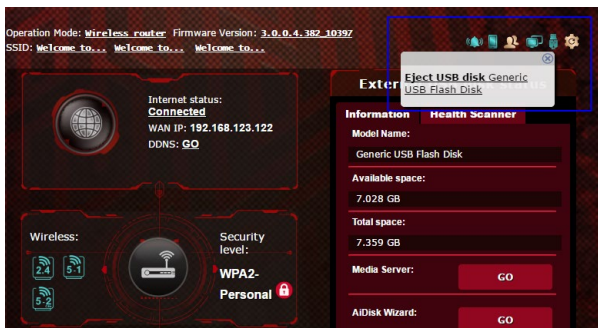 Operation Mode: Wireless router Firmware Version: 3.0.0.4.382_10397
SSID: Welcome to... Welcome to... Welcome to...
Eject USB disk Generic
USB Flash Disk
Extern status
Internet status:
Connected
WAN IP: 192.168.123.122
DDNS: GO
Information Health Scanner
Model Name:
Generic USB Flash Disk
Available space:
7.028 GB
Total space:
7.359 GB
Wireless:
2.4 5-1
5-2
Security
level:
WPA2-
Personal
Media Server: GO
AiDisk Wizard: GO